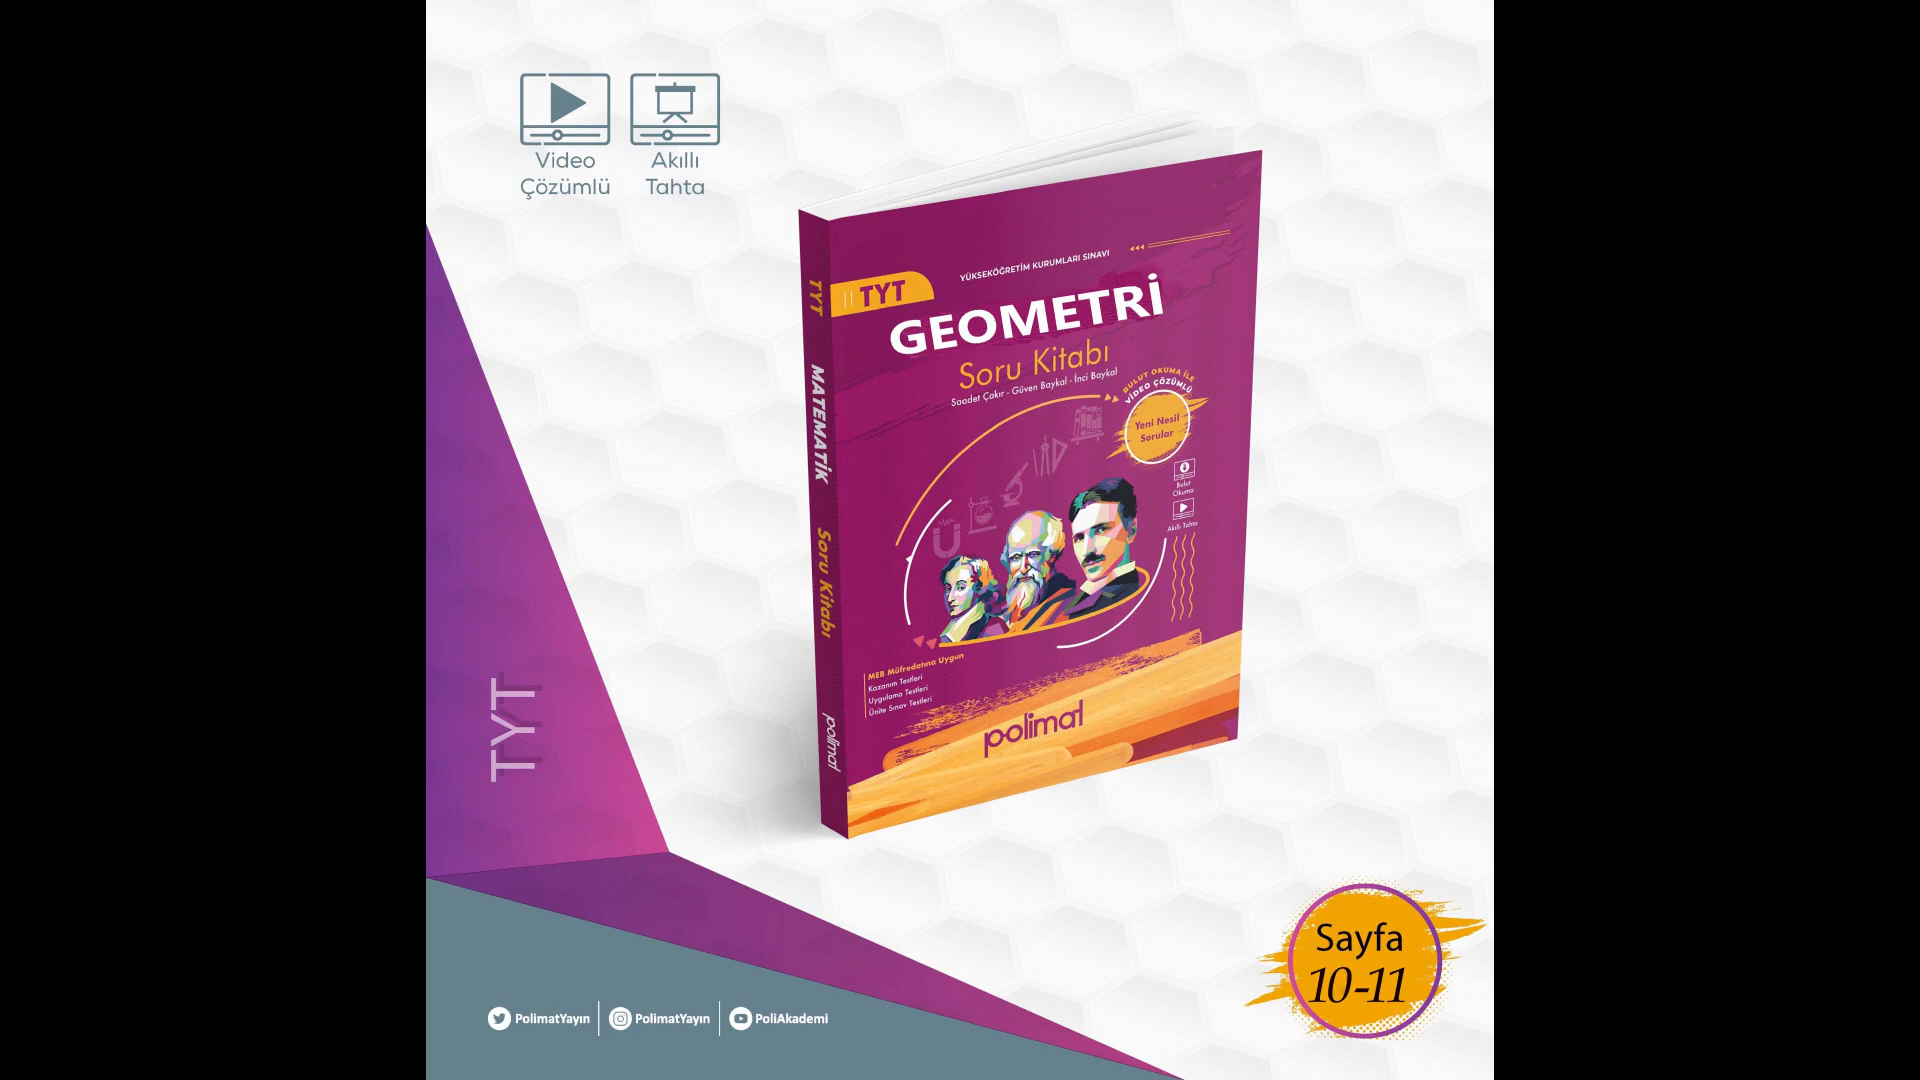 Video
Çözümlü
Akıllı
Tahta
YÜKSEKÖĞRETİM KURUMLARI SINAVI
TYT
GEOMETRİ
Soru Kitabı
Saadet Çakır - Güven Baykal - İnci Baykal
BULUT OKUMA İLE
VİDEO ÇÖZÜMLÜ
Yeni Nesil
Sorular
Bulut
Okuma
Akıllı Tahta
MEB Müfredatına Uygun
Kazanım Testleri
Uygulama Testleri
Ünite Sınav Testleri
polimat
TYT
MATEMATİK
Soru Kitabı
polimat
TYT
Sayfa
10-11
PolimatYayın
PolimatYayın
PoliAkademi